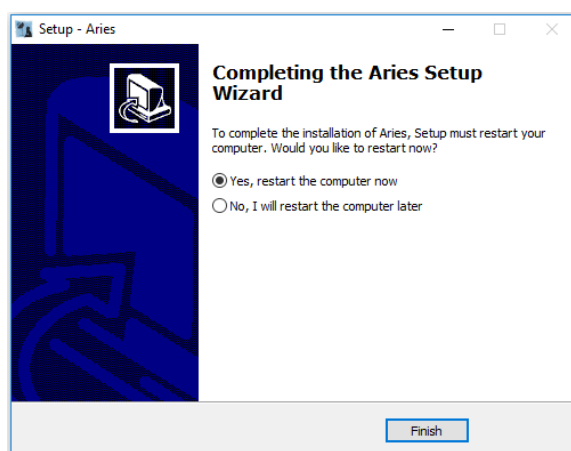 Setup - Aries
Completing the Aries Setup
Wizard
To complete the installation of Aries, Setup must restart your
computer. Would you like to restart now?
Yes, restart the computer now
No, I will restart the computer later
Finish